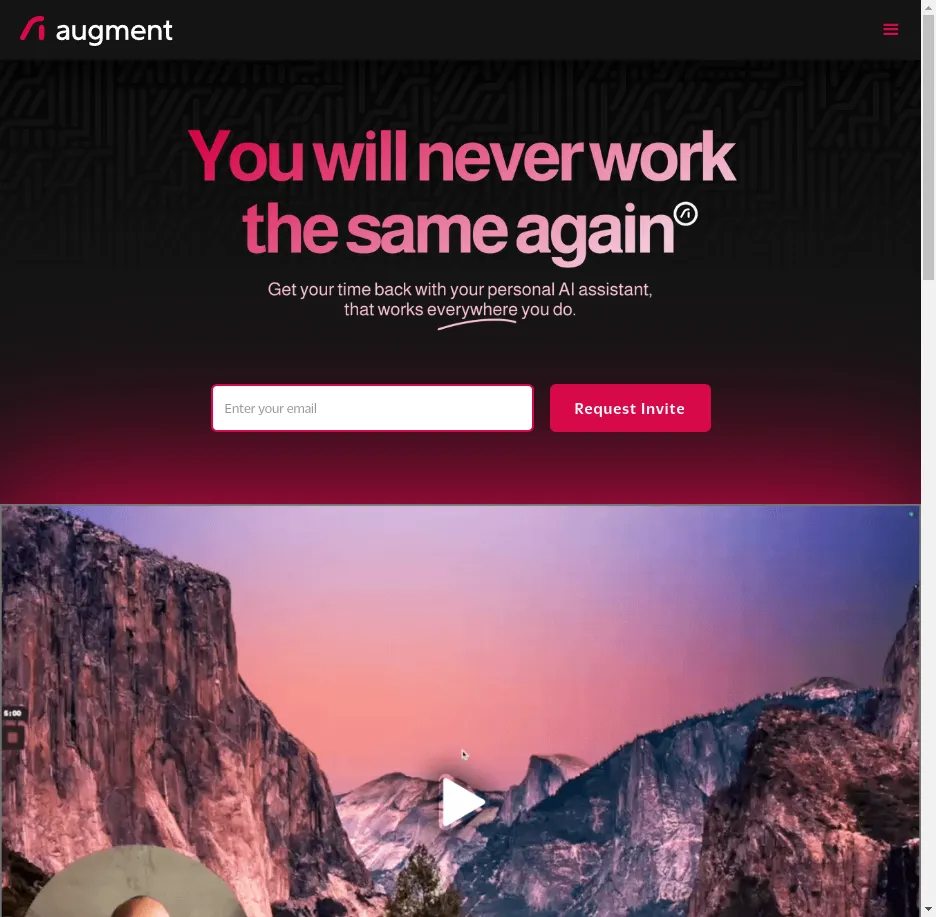 augment
You will never work
the same again
Get your time back with your personal AI assistant,
that works everywhere you do.
Enter your email
Request Invite
5:00